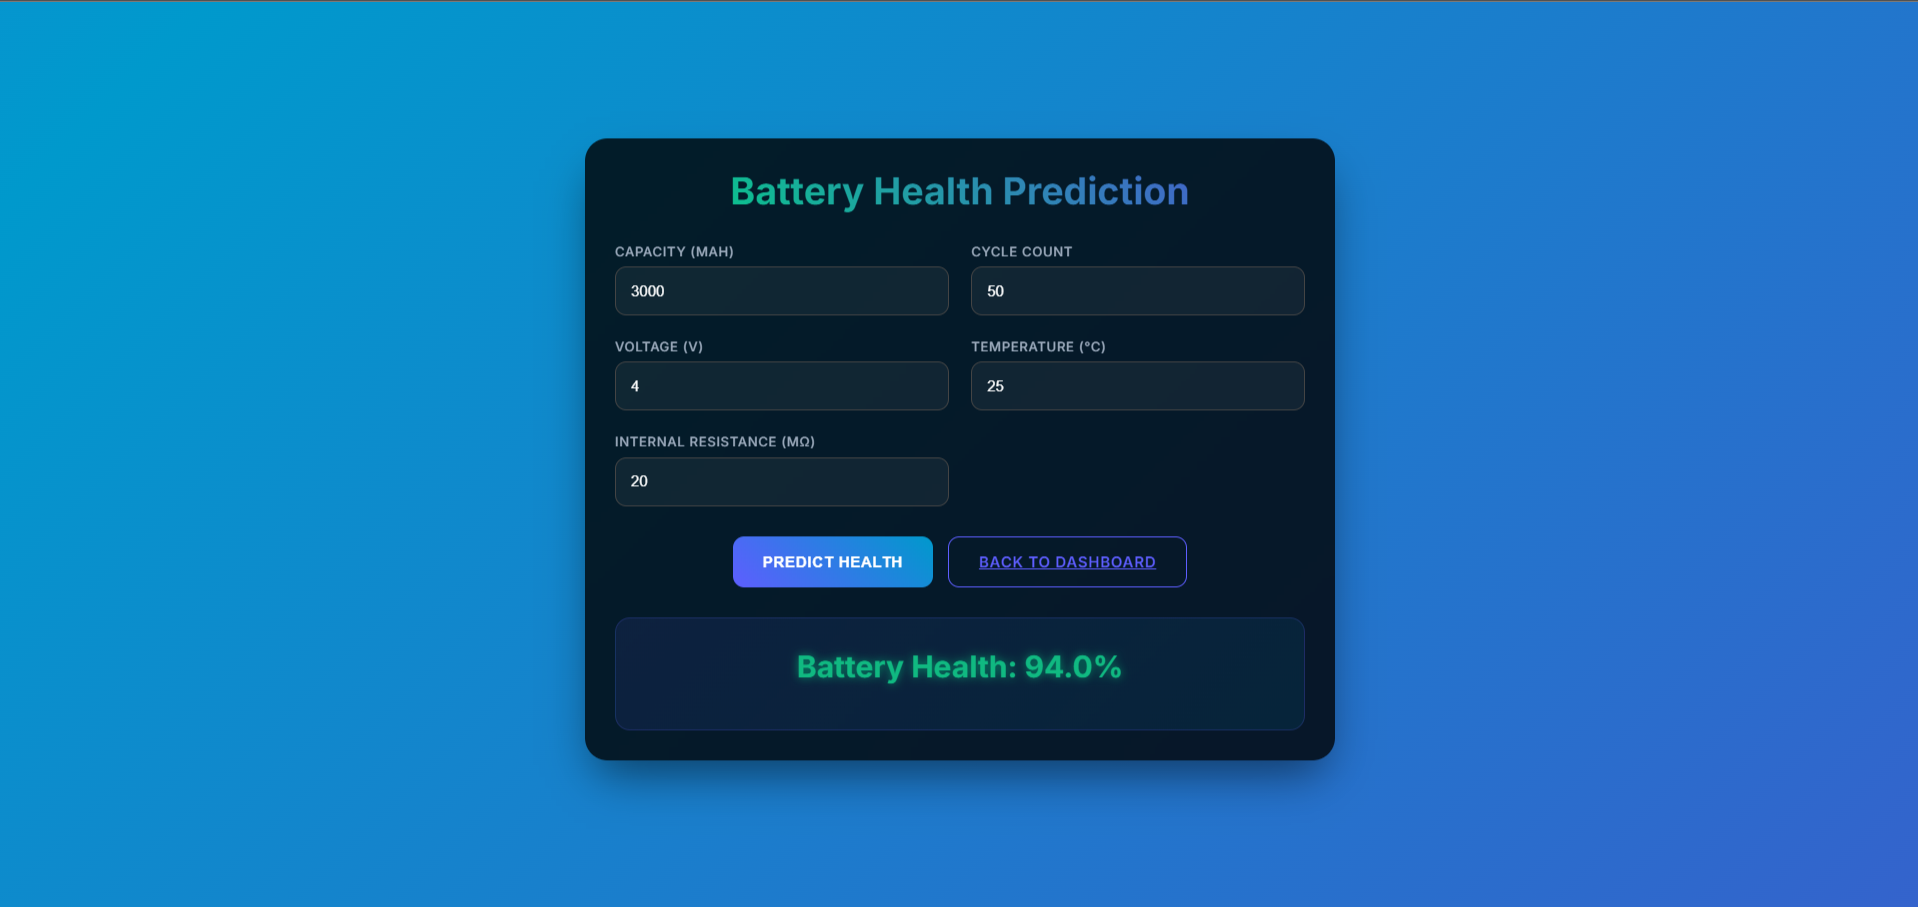 Battery Health Prediction
CAPACITY (MAH)
3000
CYCLE COUNT
50
VOLTAGE (V)
4
TEMPERATURE (°C)
25
INTERNAL RESISTANCE (MΩ)
20
PREDICT HEALTH
BACK TO DASHBOARD
Battery Health: 94.0%